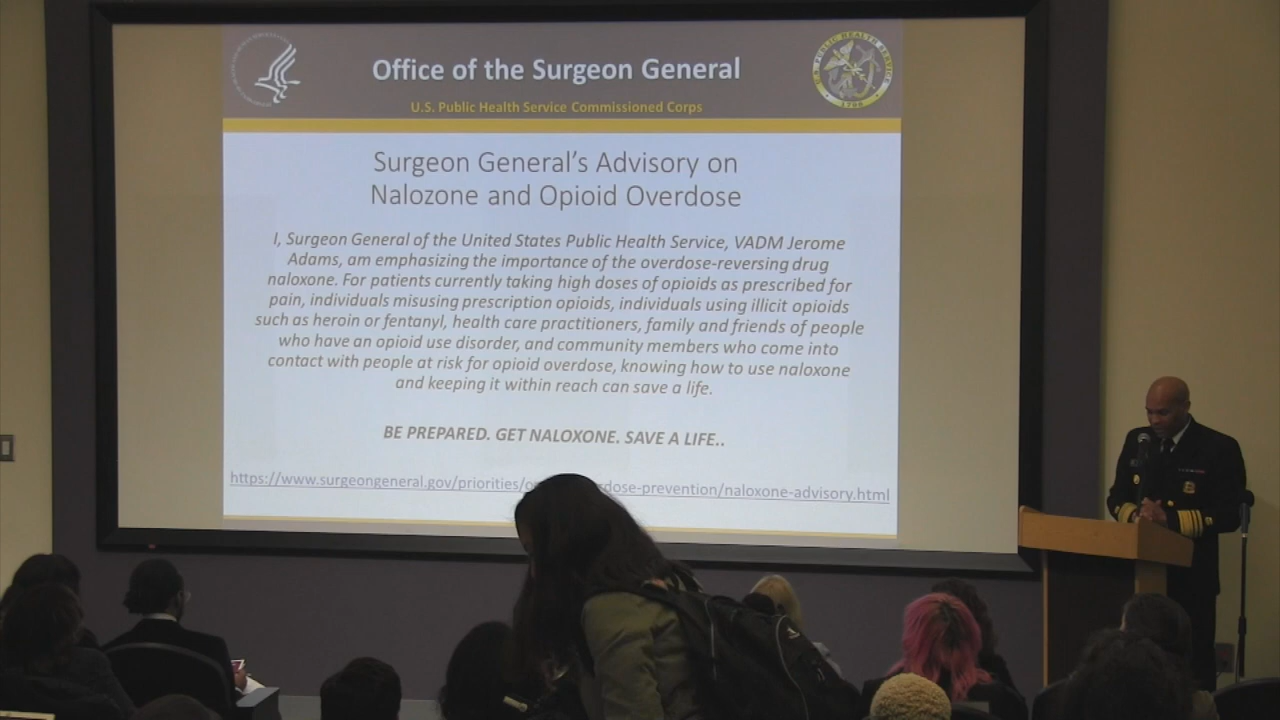 Office of the Surgeon General
U.S. Public Health Service Commissioned Corps
Surgeon General's Advisory on
Nalozone and Opioid Overdose
I, Surgeon General of the United States Public Health Service, VADM Jerome
Adams, am emphasizing the importance of the overdose-reversing drug
naloxone. For patients currently taking high doses of opioids as prescribed for
pain, individuals misusing prescription opioids, individuals using illicit opioids
such as heroin or fentanyl, health care practitioners, family and friends of people
who have an opioid use disorder, and community members who come into
contact with people at risk for opioid overdose, knowing how to use naloxone
and keeping it within reach can save a life.
BE PREPARED. GET NALOXONE. SAVE A LIFE..
https://www.surgeongeneral.gov/priorities/o dose-prevention/naloxone-advisory.html
U.S. PUBLIC HEALTH SERVICE
1798